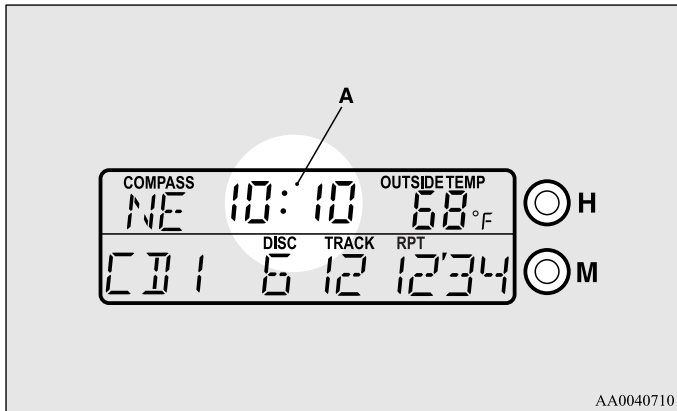 A
COMPASS OUTSIDE TEMP
NE 10:10 68°F H
DISC TRACK RPT
CD1 6 12 12'34 M
AA0040710